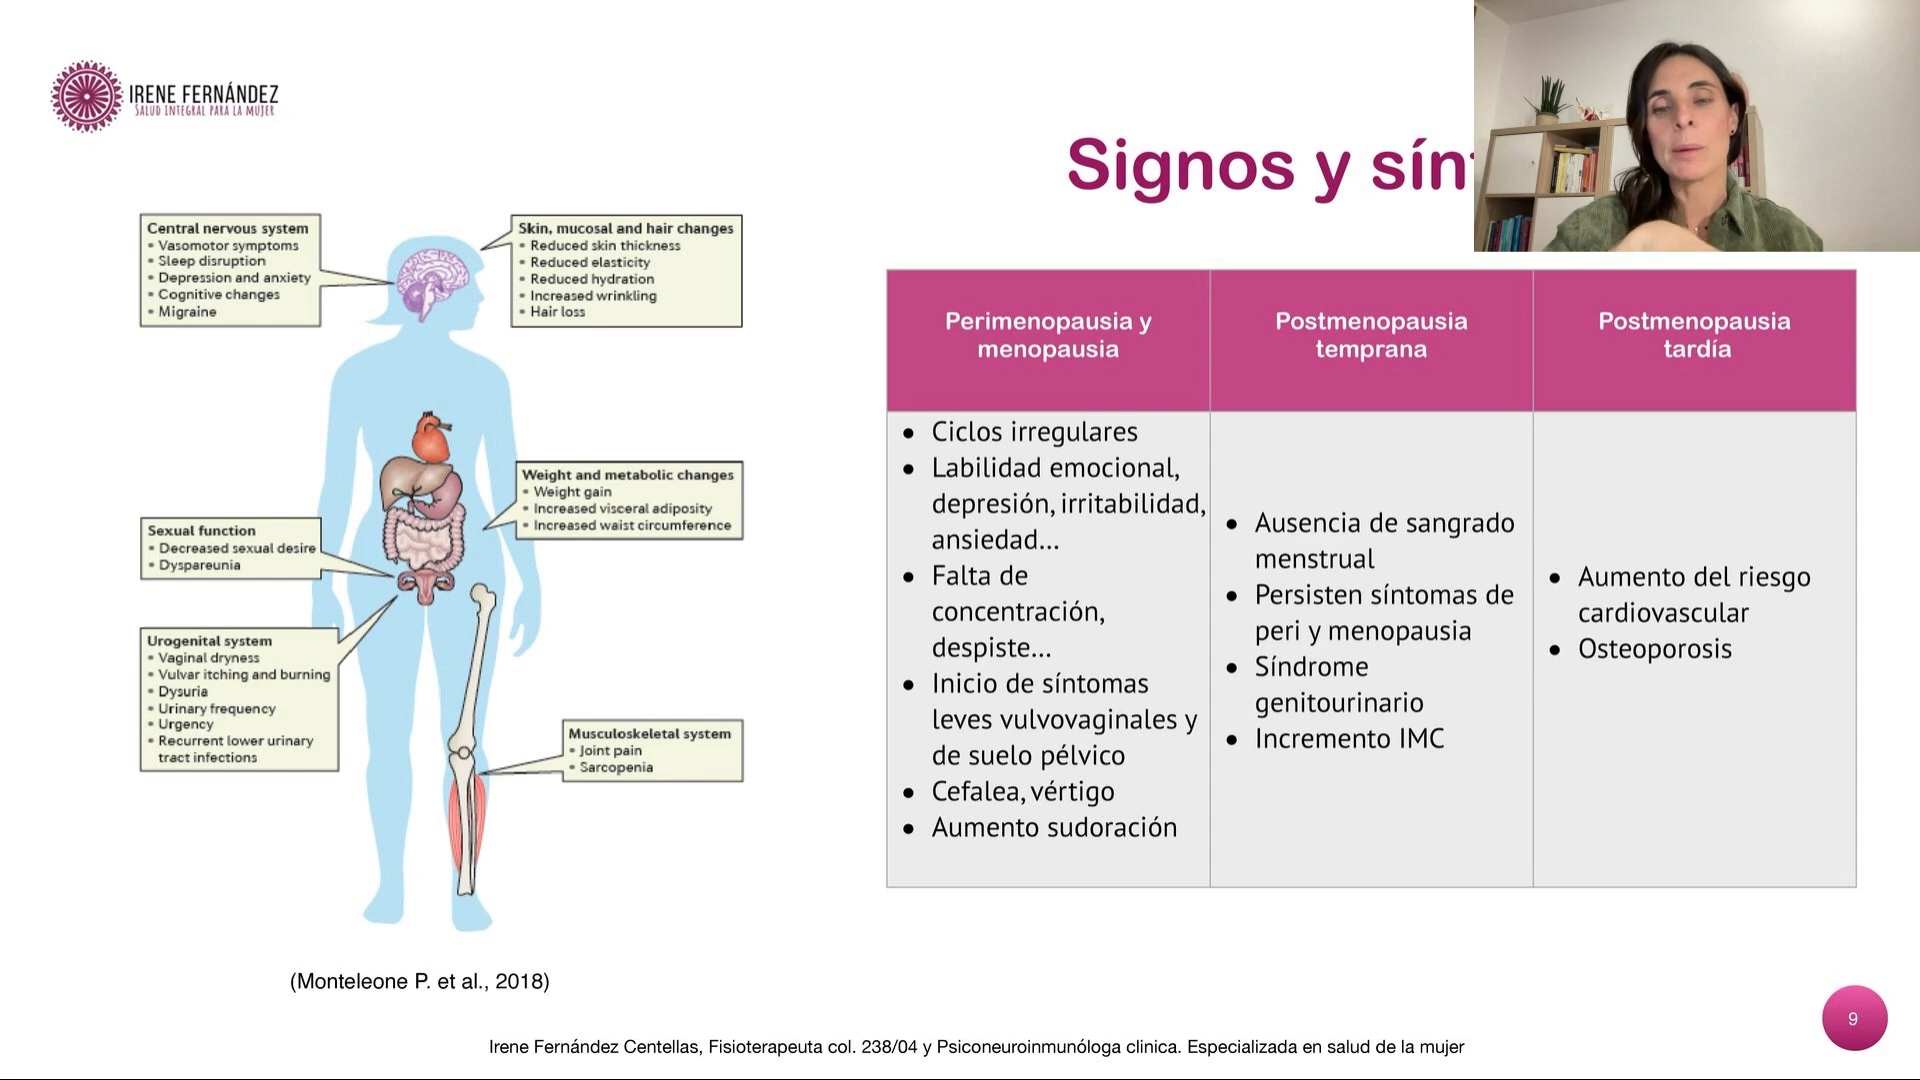 IRENE FERNÁNDEZ
SALUD INTEGRAL PARA LA MUJER
Signos y sín
Central nervous system
• Vasomotor symptoms
• Sleep disruption
• Depression and anxiety
• Cognitive changes
• Migraine
Skin, mucosal and hair changes
• Reduced skin thickness
• Reduced elasticity
• Reduced hydration
• Increased wrinkling
• Hair loss
Weight and metabolic changes
• Weight gain
• Increased visceral adiposity
• Increased waist circumference
Sexual function
• Decreased sexual desire
• Dyspareunia
Urogenital system
• Vaginal dryness
• Vulvar itching and burning
• Dysuria
• Urinary frequency
• Urgency
• Recurrent lower urinary
tract infections
Musculoskeletal system
• Joint pain
• Sarcopenia
(Monteleone P. et al., 2018)
Perimenopausia y
menopausia
• Ciclos irregulares
• Labilidad emocional,
depresión, irritabilidad,
ansiedad...
• Falta de
concentración,
despiste...
• Inicio de síntomas
leves vulvovaginales y
de suelo pélvico
• Cefalea, vértigo
• Aumento sudoración
Postmenopausia
temprana
• Ausencia de sangrado
menstrual
• Persisten síntomas de
peri y menopausia
• Síndrome
genitourinario
• Incremento IMC
Postmenopausia
tardía
• Aumento del riesgo
cardiovascular
• Osteoporosis
9
Irene Fernández Centellas, Fisioterapeuta col. 238/04 y Psiconeuroinmunóloga clinica. Especializada en salud de la mujer